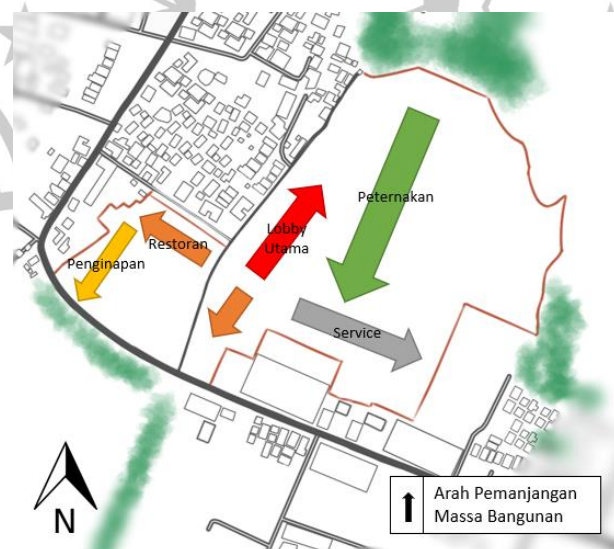 Peternakan
Lobby
Utama
Restoran
Penginapan
Service
Arah Pemanjangan
Massa Bangunan
N